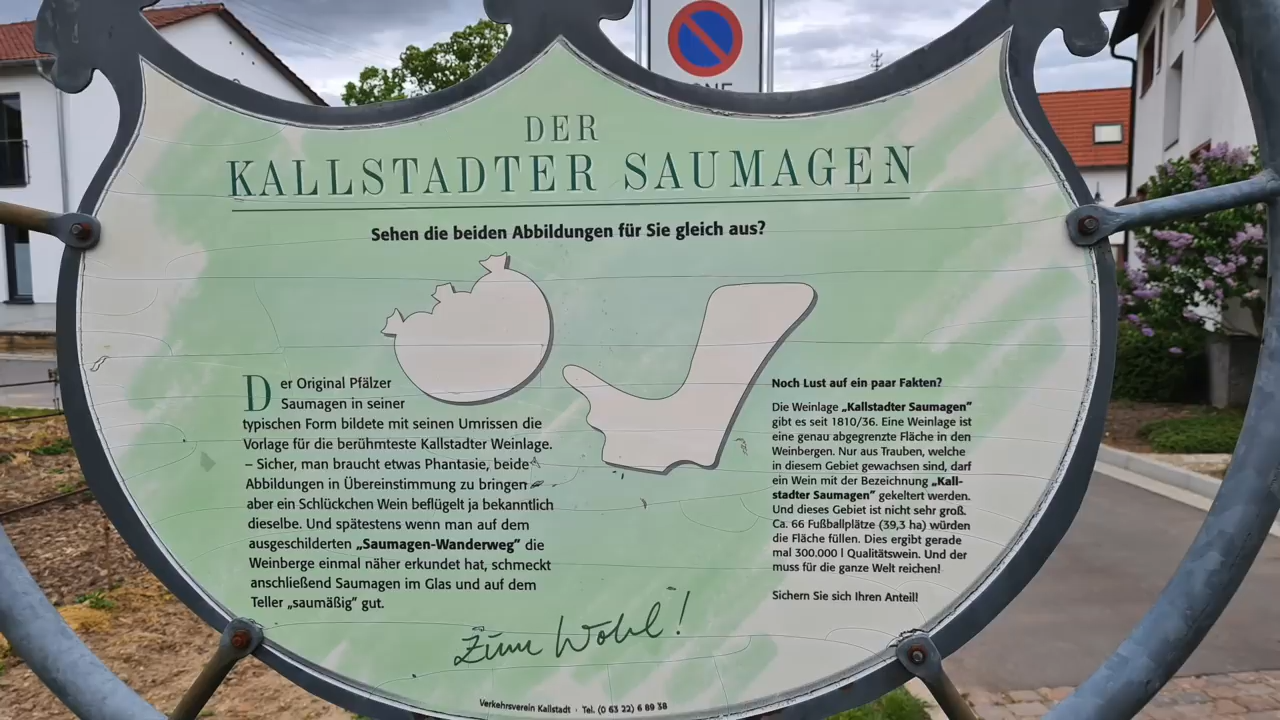 DER
KALLSTADTER SAUMAGEN
Sehen die beiden Abbildungen für Sie gleich aus?
Der Original Pfälzer
Saumagen in seiner
typischen Form bildete mit seinen Umrissen die
Vorlage für die berühmteste Kallstadter Weinlage.
– Sicher, man braucht etwas Phantasie, beide
Abbildungen in Übereinstimmung zu bringen –
aber ein Schlückchen Wein beflügelt ja bekanntlich
dieselbe. Und spätestens wenn man auf dem
ausgeschilderten „Saumagen-Wanderweg” die
Weinberge einmal näher erkundet hat, schmeckt
anschließend Saumagen im Glas und auf dem
Teller „saumäßig” gut.
Noch Lust auf ein paar Fakten?
Die Weinlage „Kallstadter Saumagen”
gibt es seit 1810/36. Eine Weinlage ist
eine genau abgegrenzte Fläche in den
Weinbergen. Nur aus Trauben, welche
in diesem Gebiet gewachsen sind, darf
ein Wein mit der Bezeichnung „Kall-
stadter Saumagen” gekeltert werden.
Und dieses Gebiet ist nicht sehr groß.
Ca. 66 Fußballplätze (39,3 ha) würden
die Fläche füllen. Dies ergibt gerade
mal 300.000 l Qualitätswein. Und der
muss für die ganze Welt reichen!
Sichern Sie sich Ihren Anteil!
Zum Wohl!
Verkehrsverein Kallstadt · Tel. (0 63 22) 6 89 38